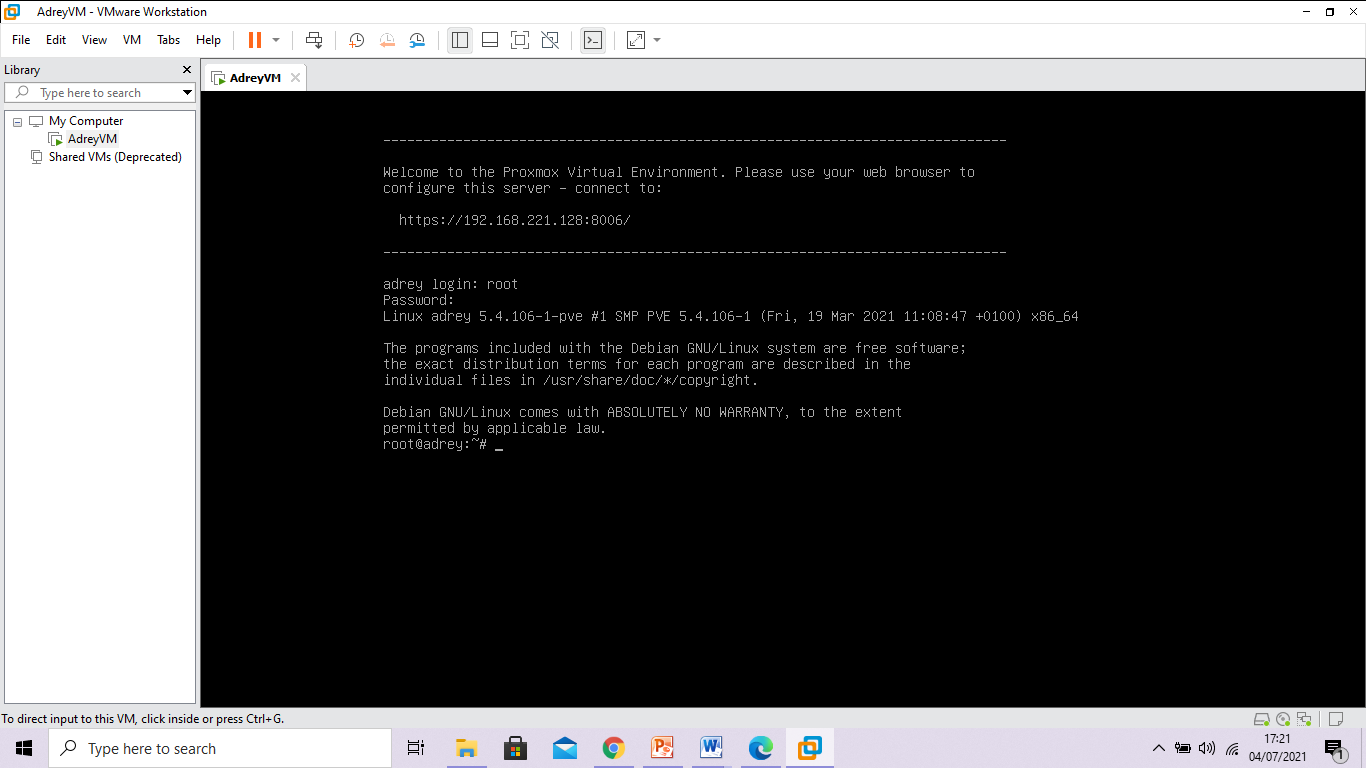 AdreyVM - VMware Workstation
File Edit View VM Tabs Help
Library
Type here to search
My Computer
AdreyVM
Shared VMs (Deprecated)
AdreyVM
------------------------------------------------------------------------------
Welcome to the Proxmox Virtual Environment. Please use your web browser to
configure this server - connect to:
https://192.168.221.128:8006/
------------------------------------------------------------------------------
adrey login: root
Password:
Linux adrey 5.4.106-1-pve #1 SMP PVE 5.4.106-1 (Fri, 19 Mar 2021 11:08:47 +0100) x86_64
The programs included with the Debian GNU/Linux system are free software;
the exact distribution terms for each program are described in the
individual files in /usr/share/doc/*/copyright.
Debian GNU/Linux comes with ABSOLUTELY NO WARRANTY, to the extent
permitted by applicable law.
root@adrey:~# _
To direct input to this VM, click inside or press Ctrl+G.
Type here to search
17:21
04/07/2021
1